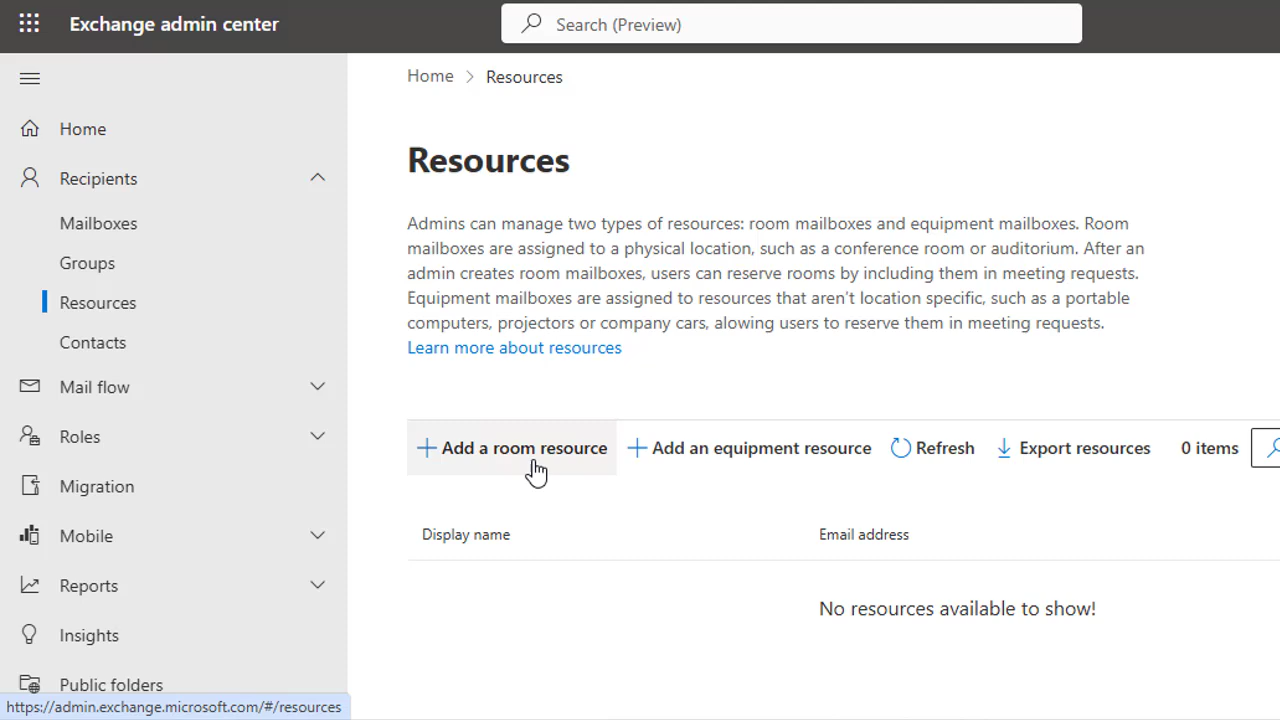 Exchange admin center
Search (Preview)
Home
Recipients
Mailboxes
Groups
Resources
Contacts
Mail flow
Roles
Migration
Mobile
Reports
Insights
Public folders
https://admin.exchange.microsoft.com/#/resources
Home > Resources
Resources
Admins can manage two types of resources: room mailboxes and equipment mailboxes. Room
mailboxes are assigned to a physical location, such as a conference room or auditorium. After an
admin creates room mailboxes, users can reserve rooms by including them in meeting requests.
Equipment mailboxes are assigned to resources that aren't location specific, such as a portable
computers, projectors or company cars, alowing users to reserve them in meeting requests.
Learn more about resources
Add a room resource Add an equipment resource Refresh Export resources 0 items
Display name Email address
No resources available to show!